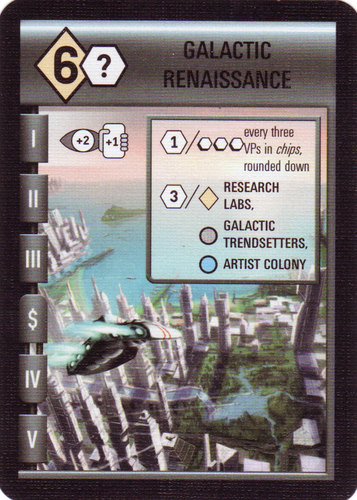 6 ?
GALACTIC
RENAISSANCE
I
+2 +1
II
III
$
IV
V
1 / every three
VPs in chips,
rounded down
3 / RESEARCH
LABS,
GALACTIC
TRENDSETTERS,
ARTIST COLONY